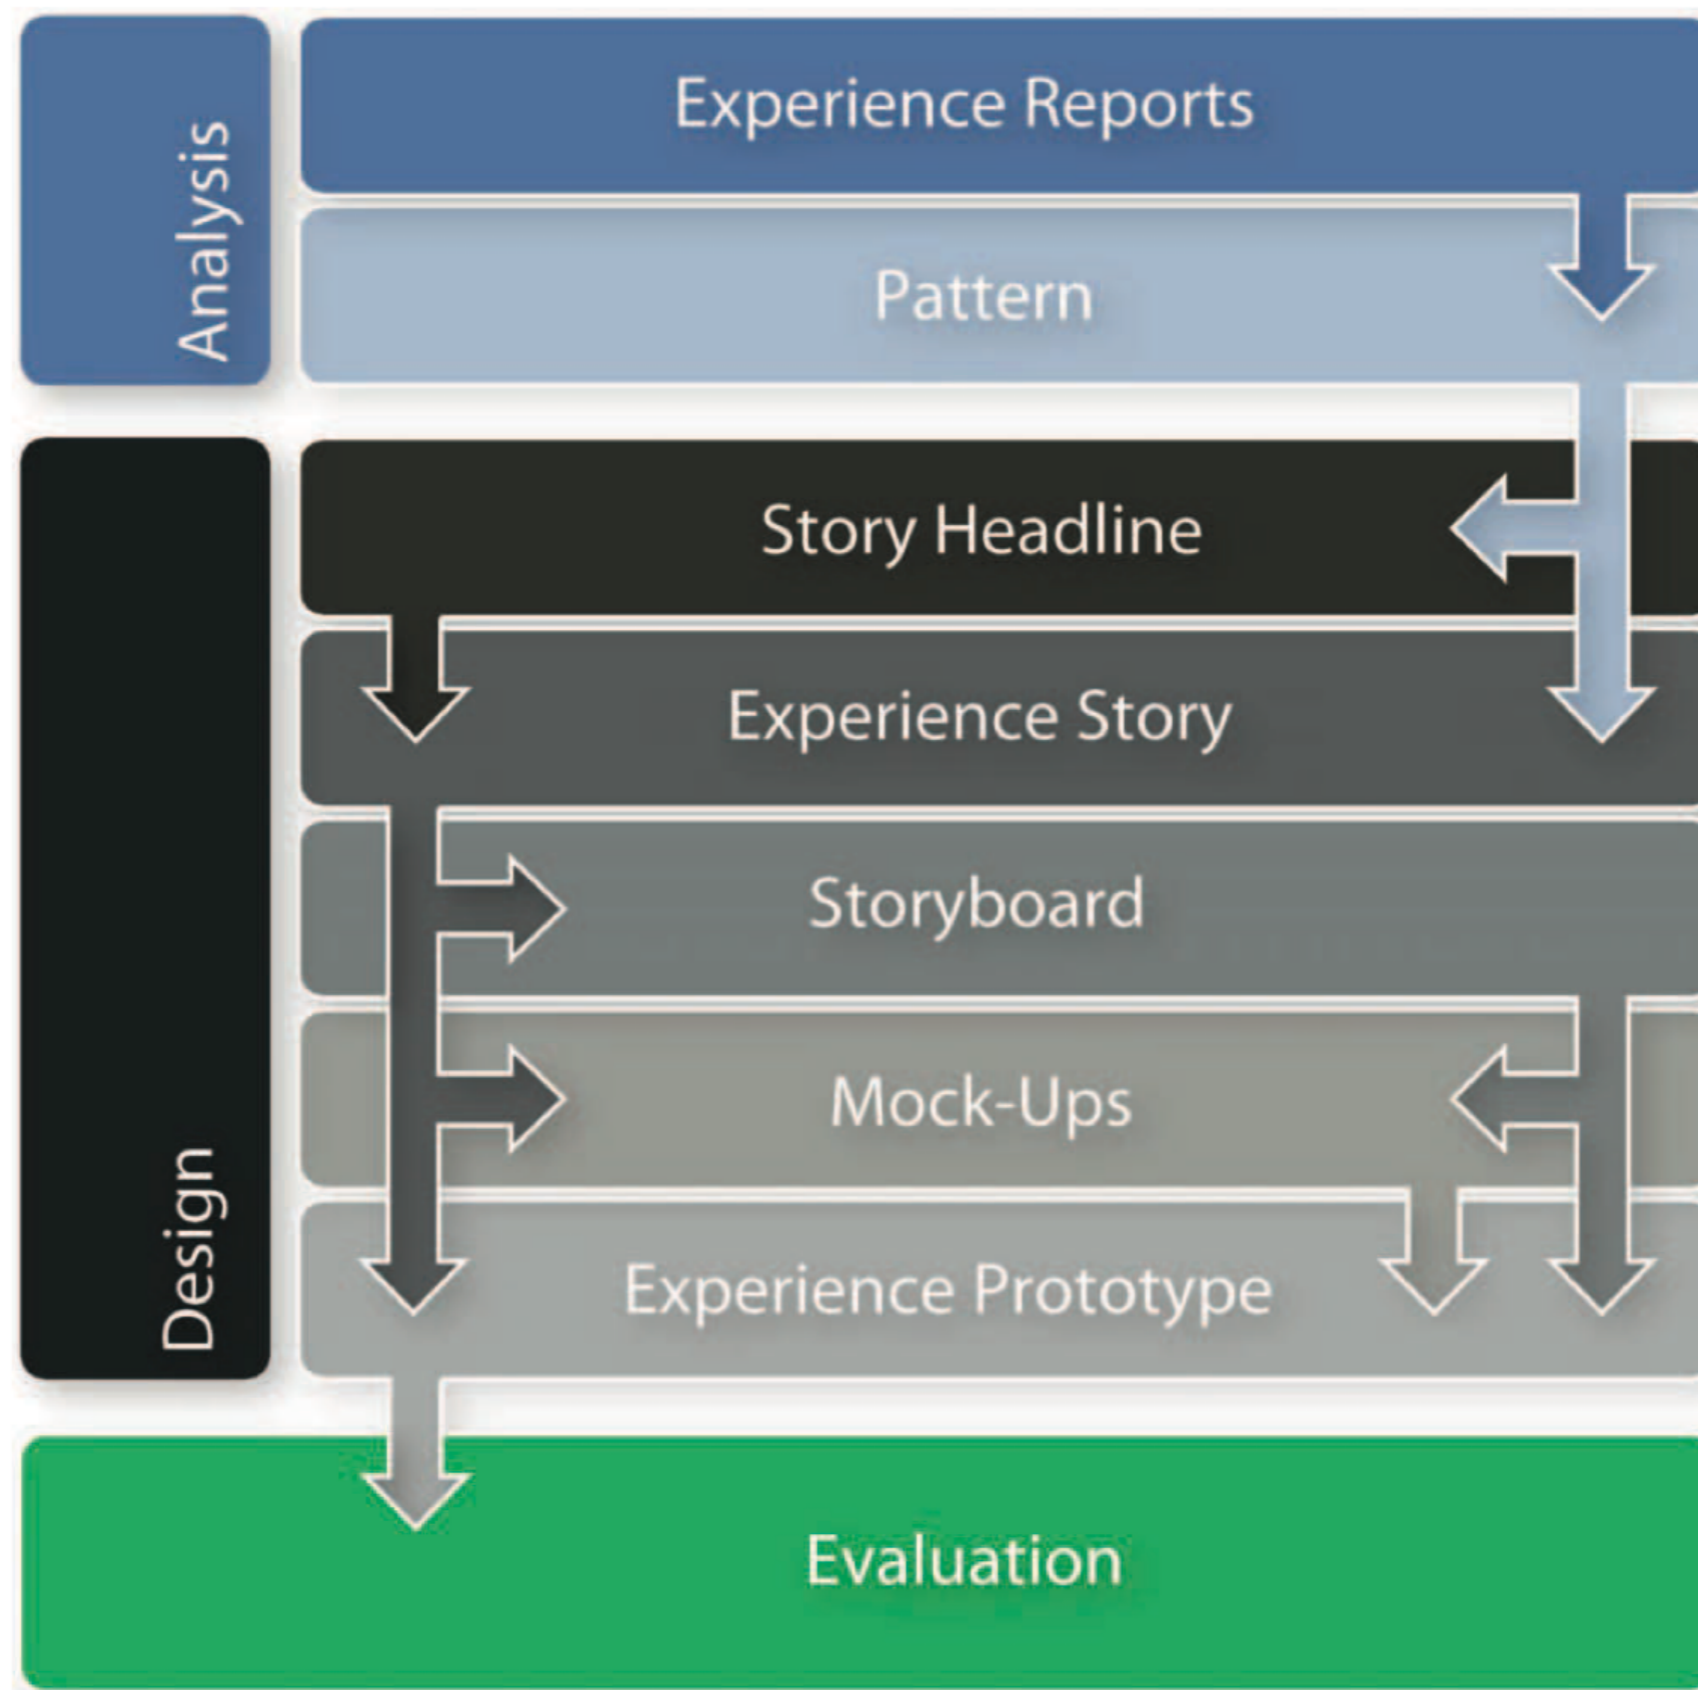 Analysis
Experience Reports
Pattern
Design
Story Headline
Experience Story
Storyboard
Mock-Ups
Experience Prototype
Evaluation